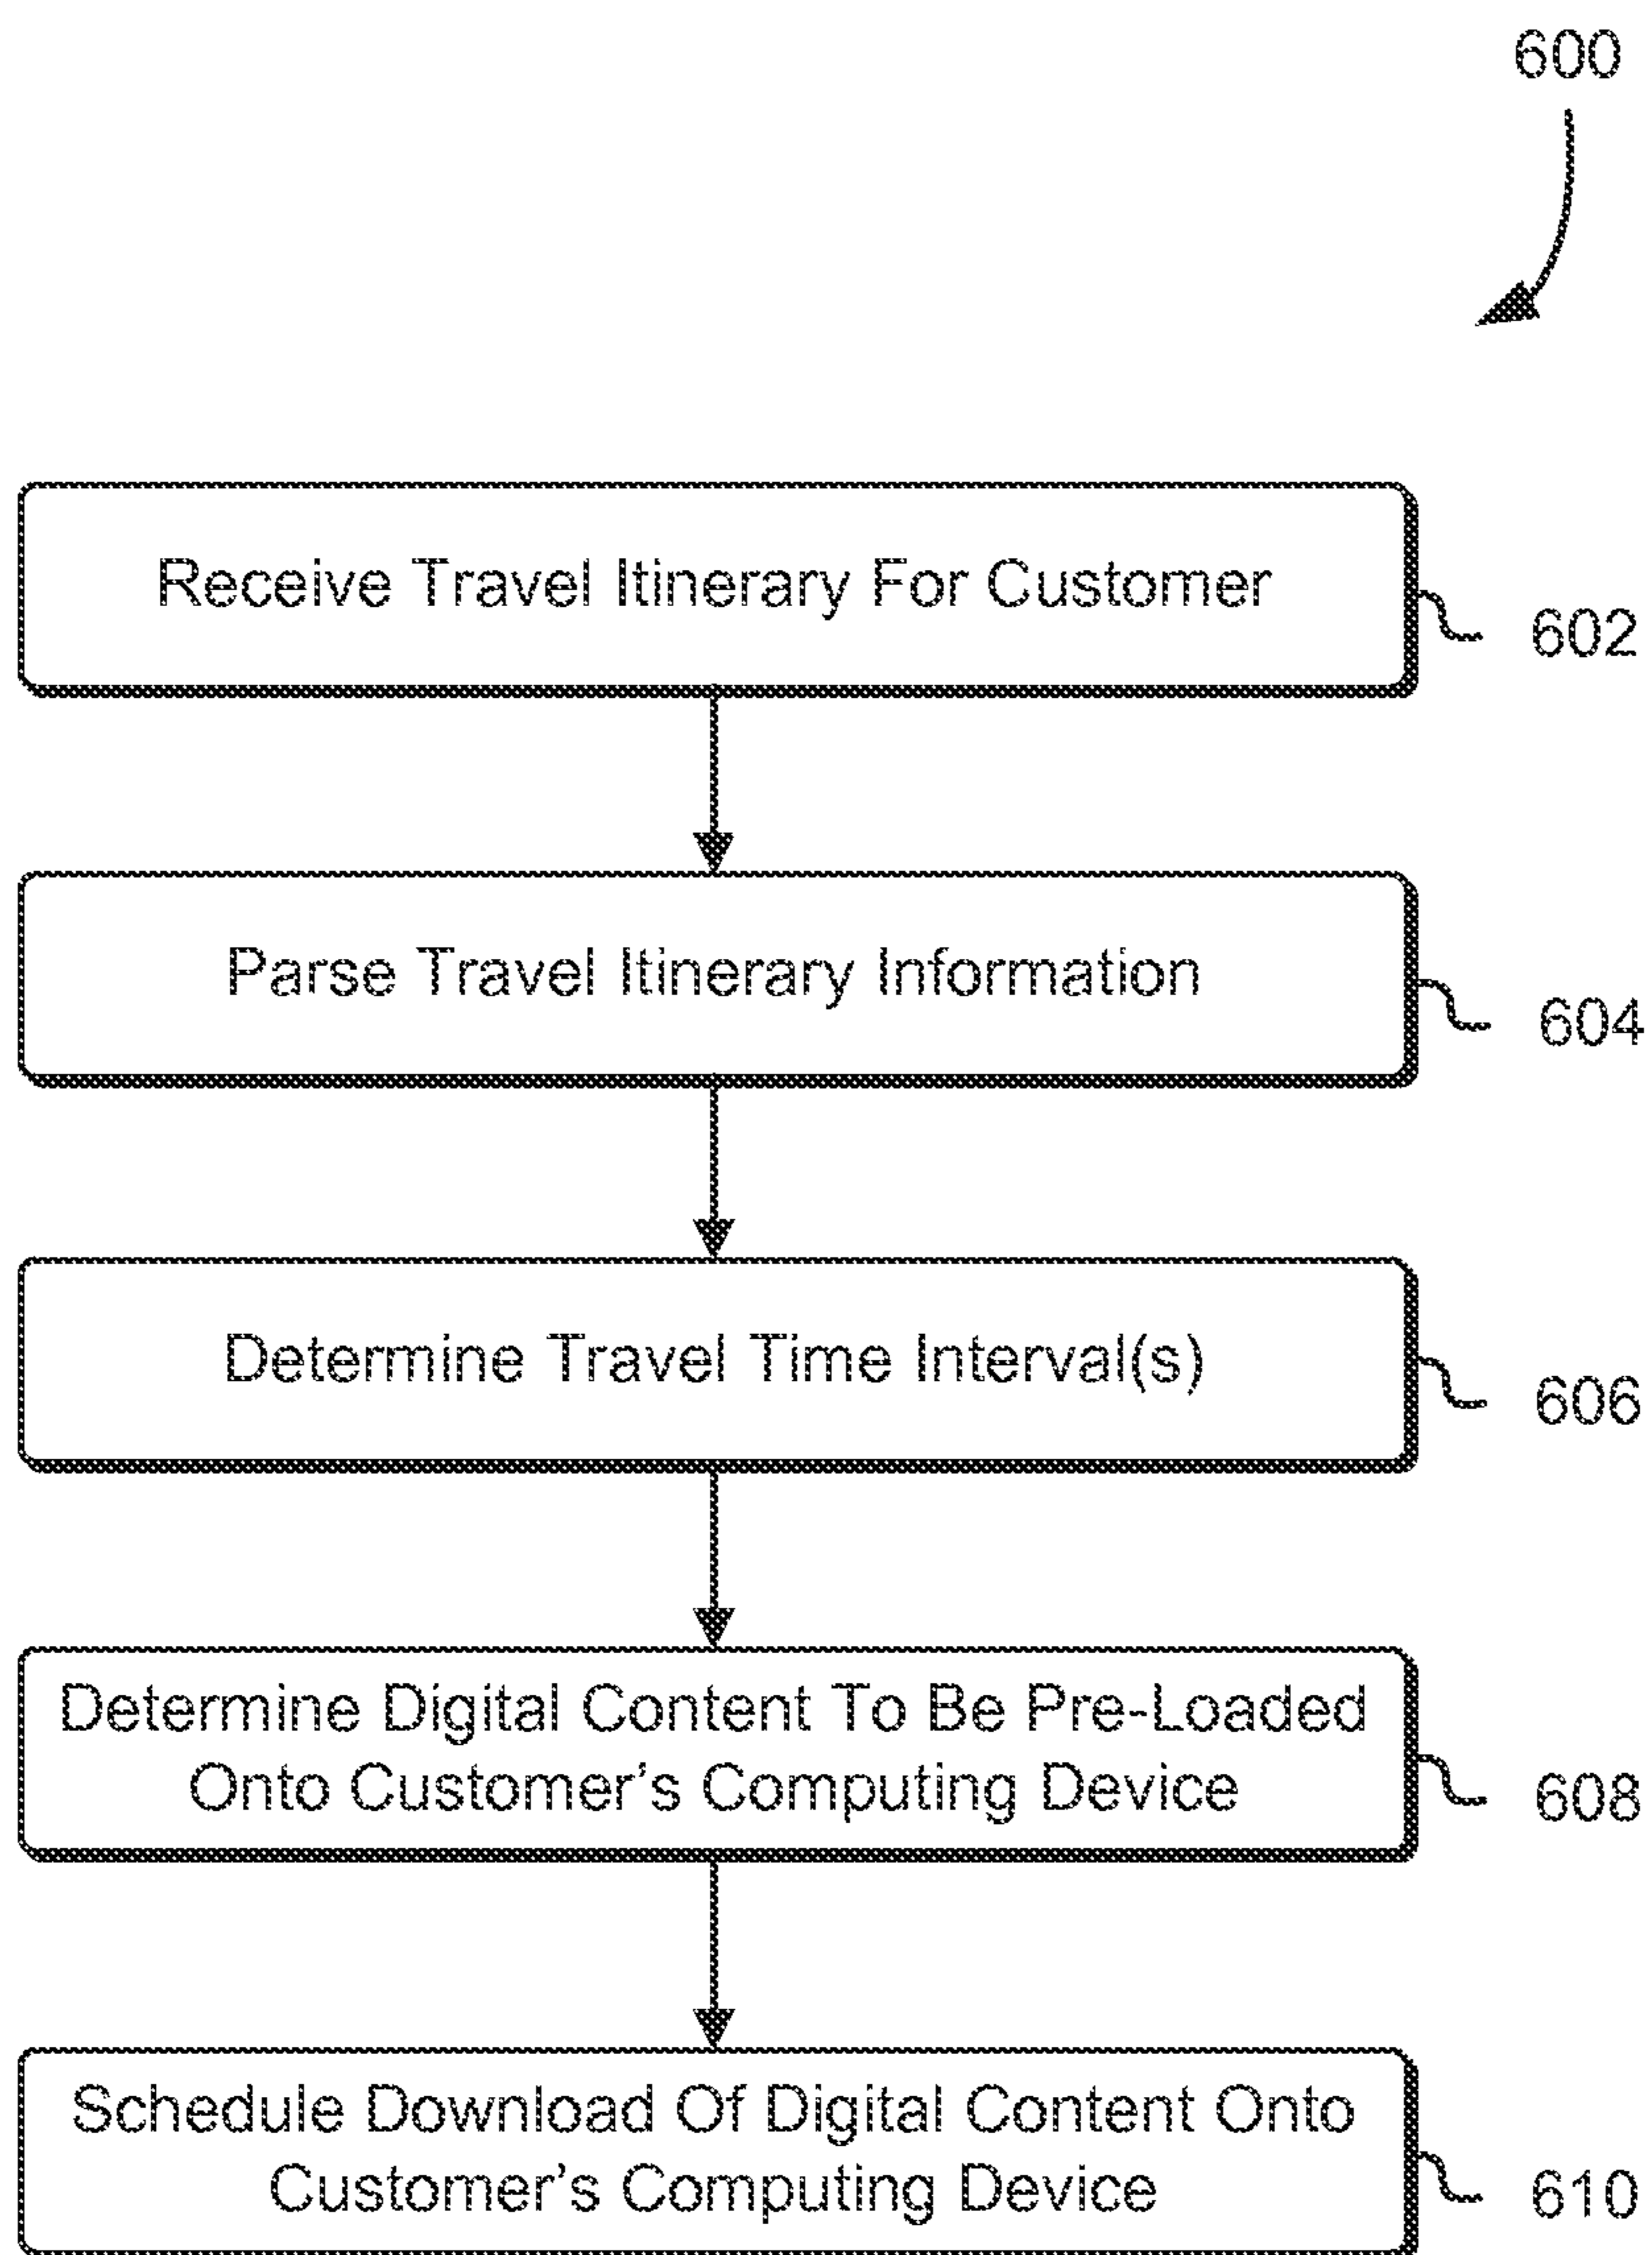 600
Receive Travel Itinerary For Customer
602
Parse Travel Itinerary Information
604
Determine Travel Time Interval(s)
606
Determine Digital Content To Be Pre-Loaded
Onto Customer's Computing Device
608
Schedule Download Of Digital Content Onto
Customer's Computing Device
610